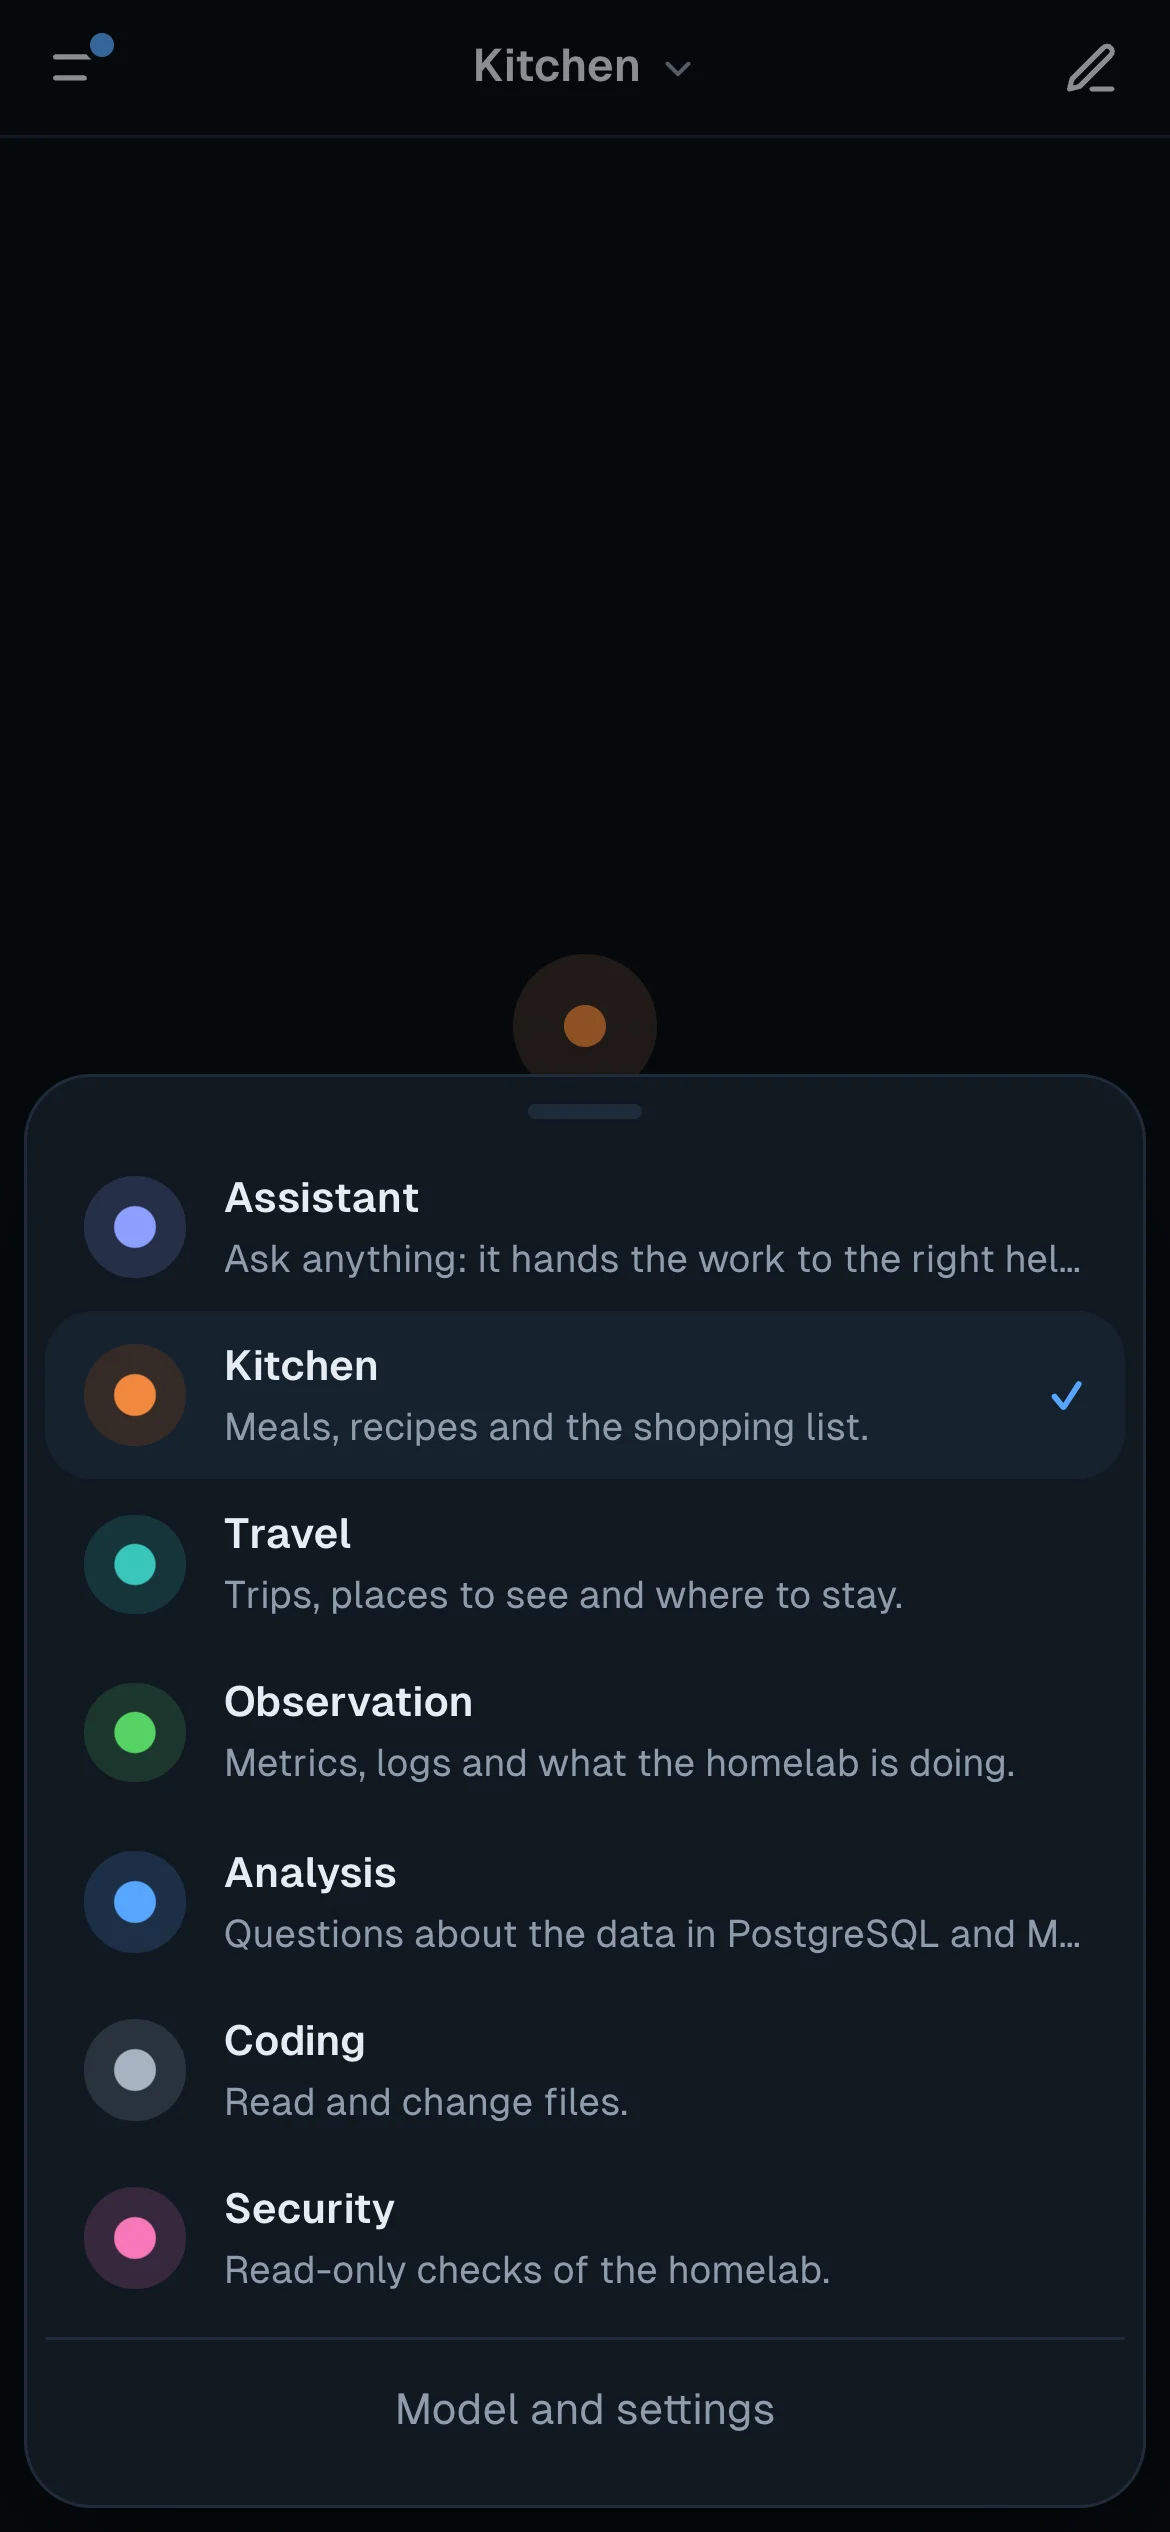 Kitchen
Assistant
Ask anything: it hands the work to the right hel...
Kitchen
Meals, recipes and the shopping list.
Travel
Trips, places to see and where to stay.
Observation
Metrics, logs and what the homelab is doing.
Analysis
Questions about the data in PostgreSQL and M...
Coding
Read and change files.
Security
Read-only checks of the homelab.
Model and settings